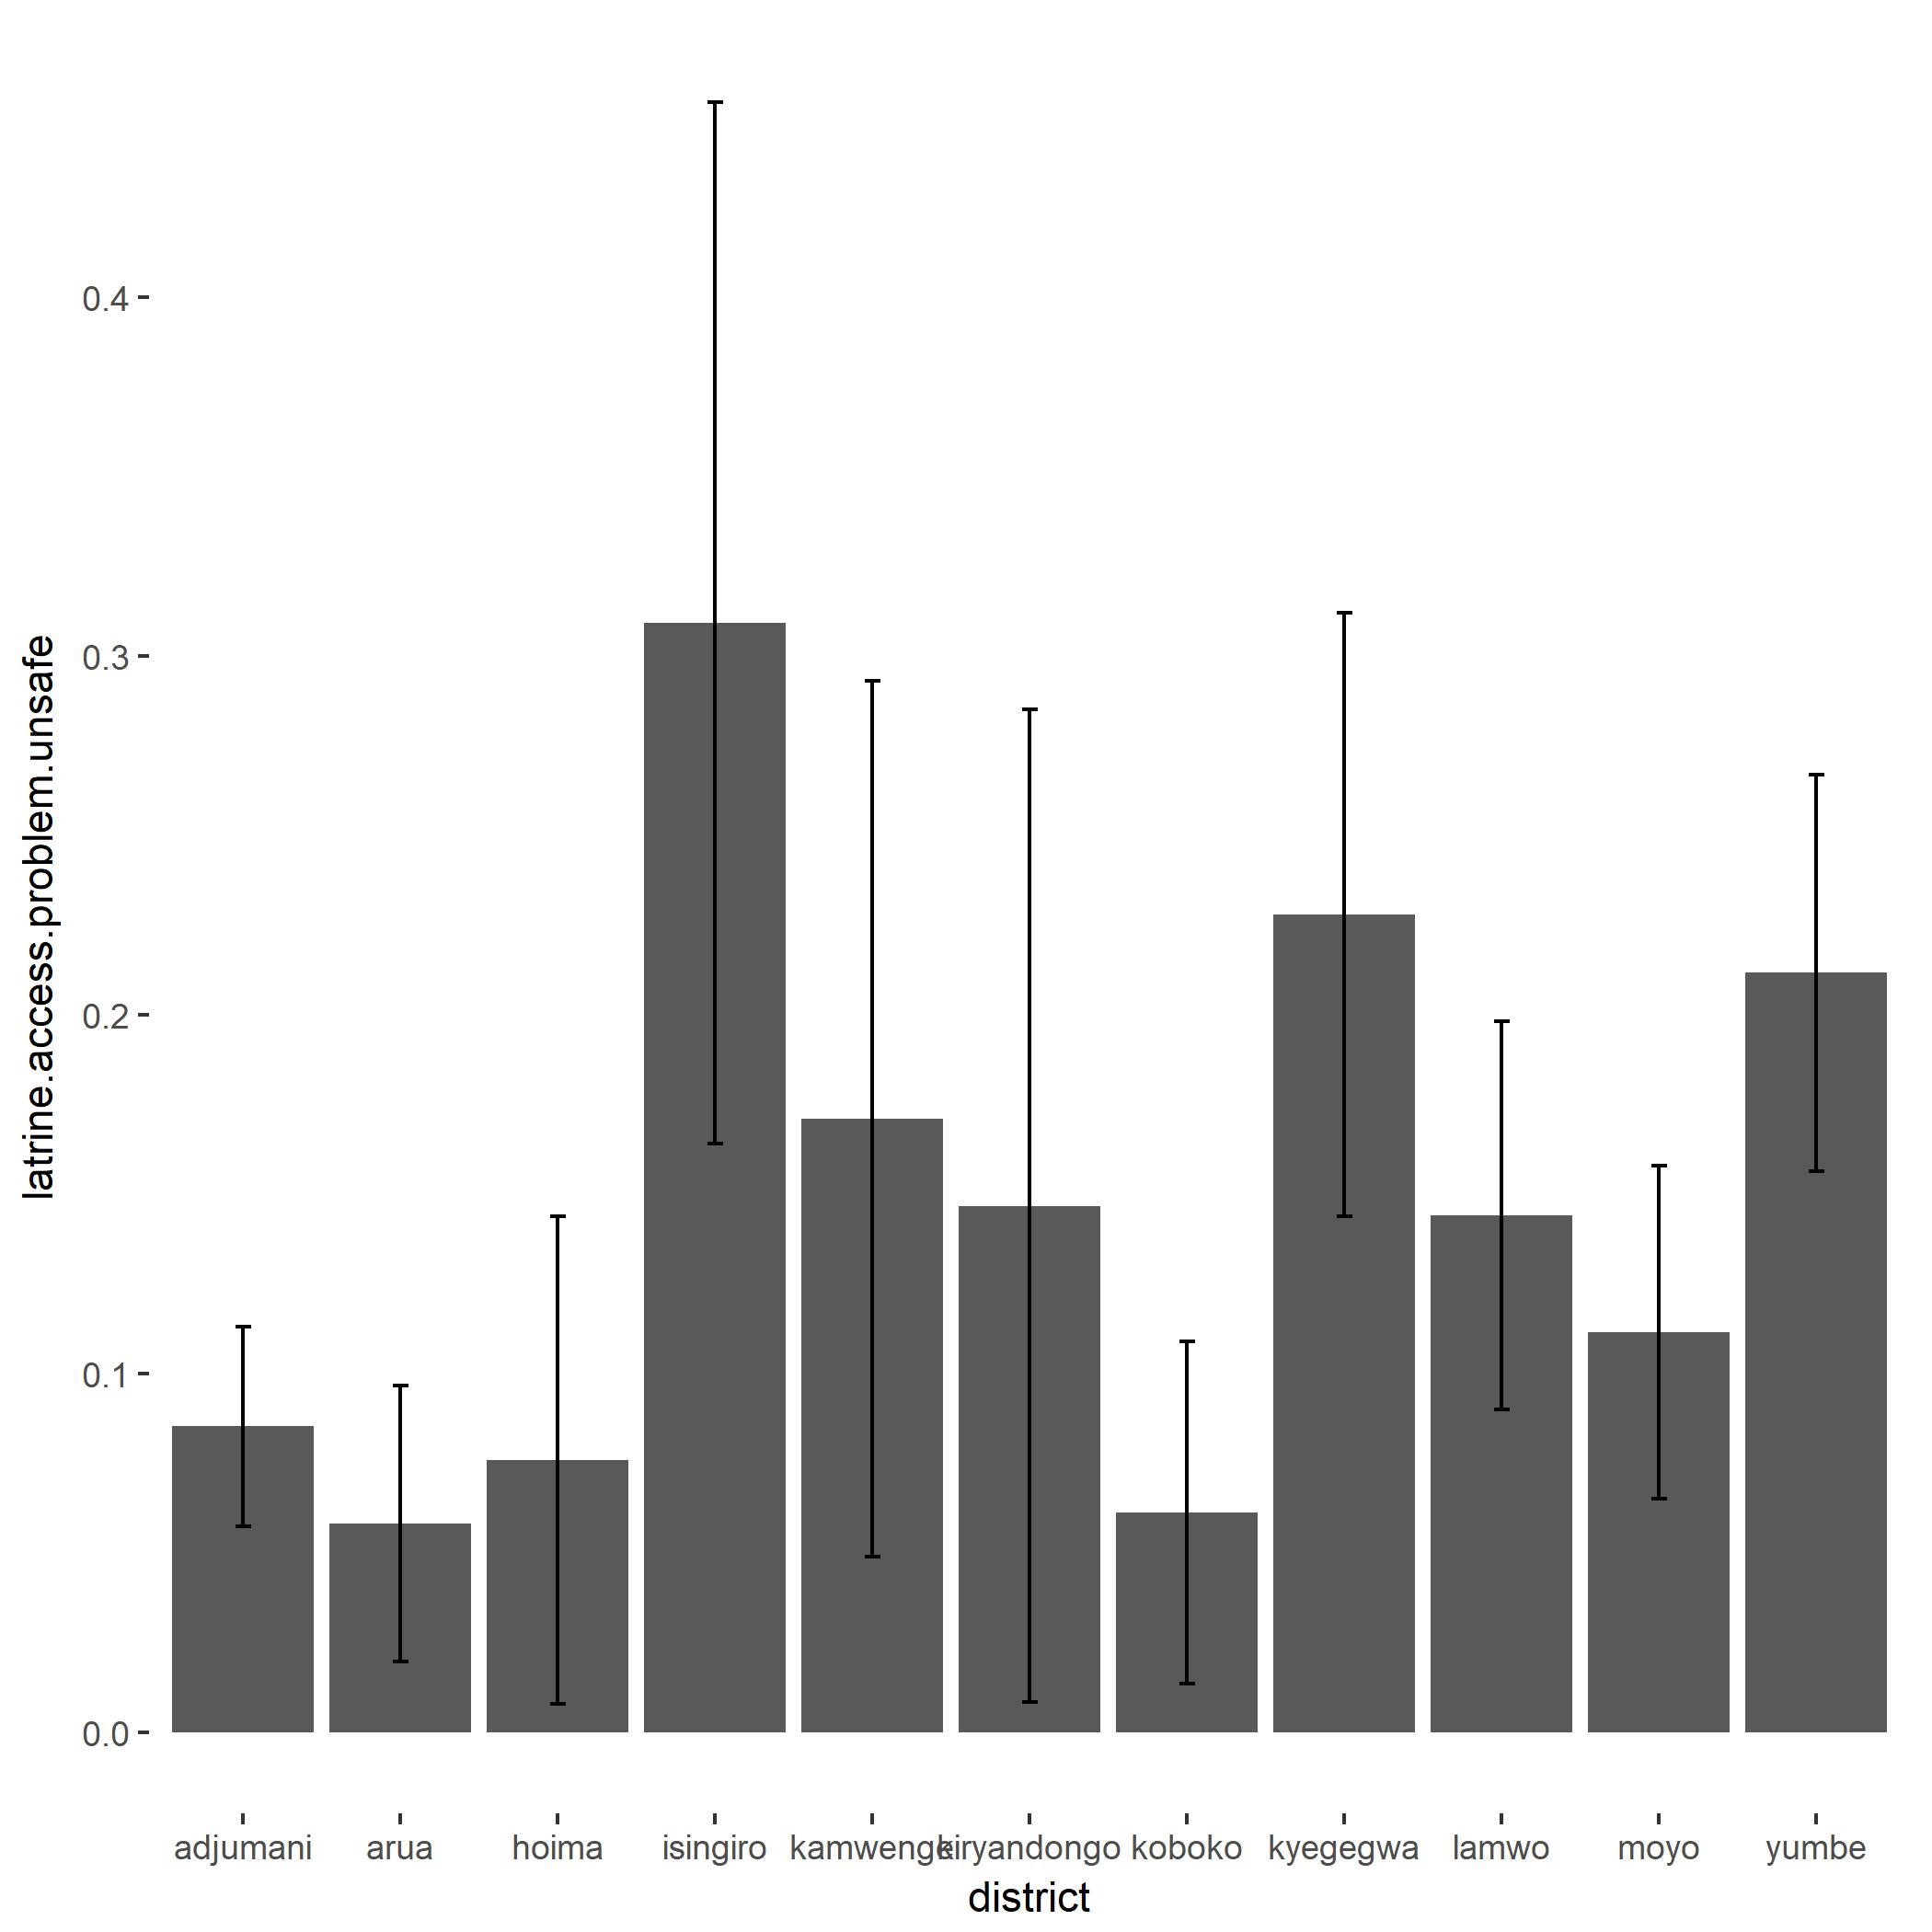 latrine.access.problem.unsafe
0.4
0.3
0.2
0.1
0.0
adjumani arua hoima isingiro kamwenge kiryandongo koboko kyegegwa lamwo moyo yumbe
district